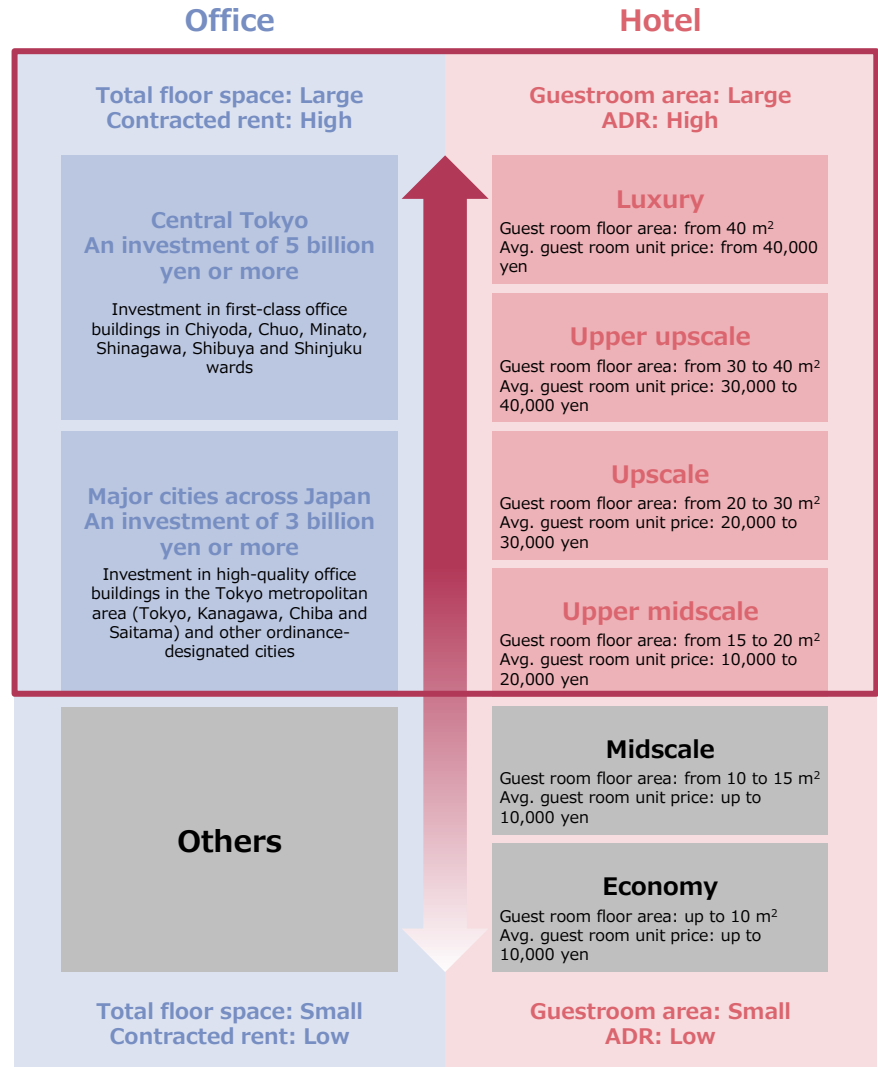 Office
Total floor space: Large
Contracted rent: High
Central Tokyo
An investment of 5 billion
yen or more
Investment in first-class office
buildings in Chiyoda, Chuo, Minato,
Shinagawa, Shibuya and Shinjuku
wards
Major cities across Japan
An investment of 3 billion
yen or more
Investment in high-quality office
buildings in the Tokyo metropolitan
area (Tokyo, Kanagawa, Chiba and
Saitama) and other ordinance-
designated cities
Others
Total floor space: Small
Contracted rent: Low
Hotel
Guestroom area: Large
ADR: High
Luxury
Guest room floor area: from 40 m²
Avg. guest room unit price: from 40,000
yen
Upper upscale
Guest room floor area: from 30 to 40 m²
Avg. guest room unit price: 30,000 to
40,000 yen
Upscale
Guest room floor area: from 20 to 30 m²
Avg. guest room unit price: 20,000 to
30,000 yen
Upper midscale
Guest room floor area: from 15 to 20 m²
Avg. guest room unit price: 10,000 to
20,000 yen
Midscale
Guest room floor area: from 10 to 15 m²
Avg. guest room unit price: up to
10,000 yen
Economy
Guest room floor area: up to 10 m²
Avg. guest room unit price: up to
10,000 yen
Guestroom area: Small
ADR: Low